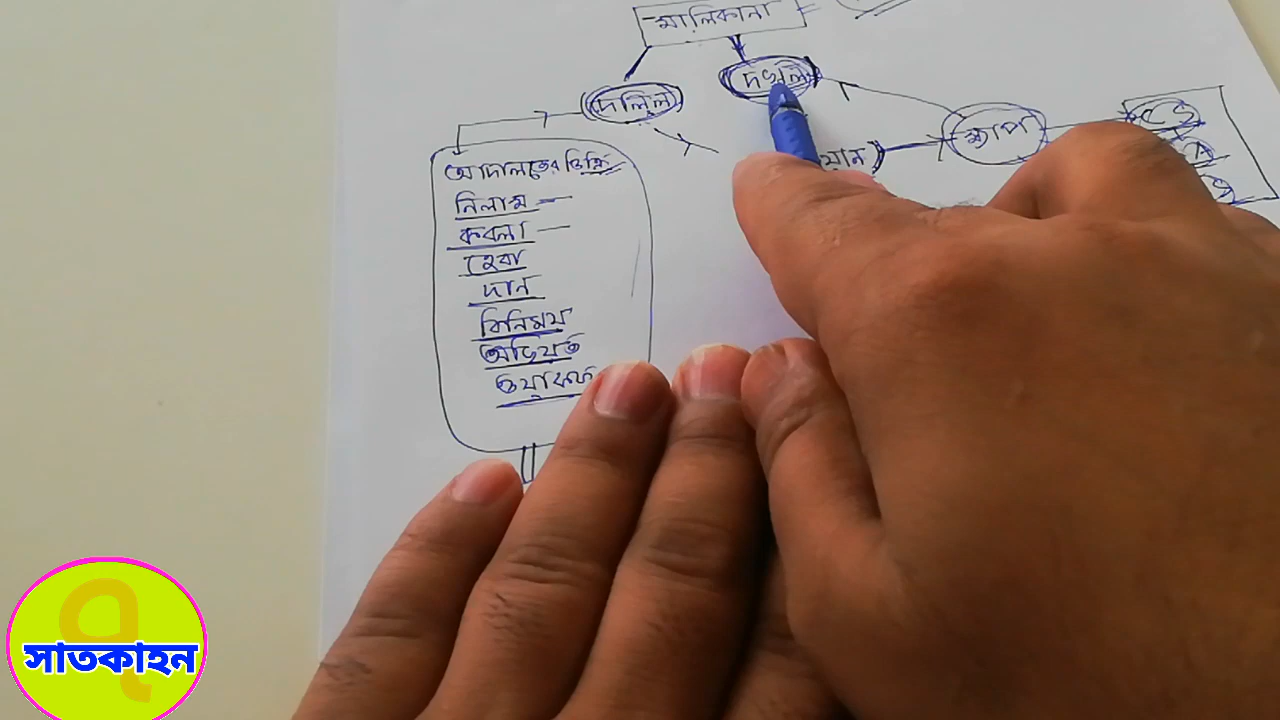 মালিকানা
দখল
দলিল
ম্যাপ
আদালতের ডিক্রি
নিলাম
কবলা
হেবা
দান
বিনিময়
অছিয়ত
ওয়াকফ
সাতকাহন